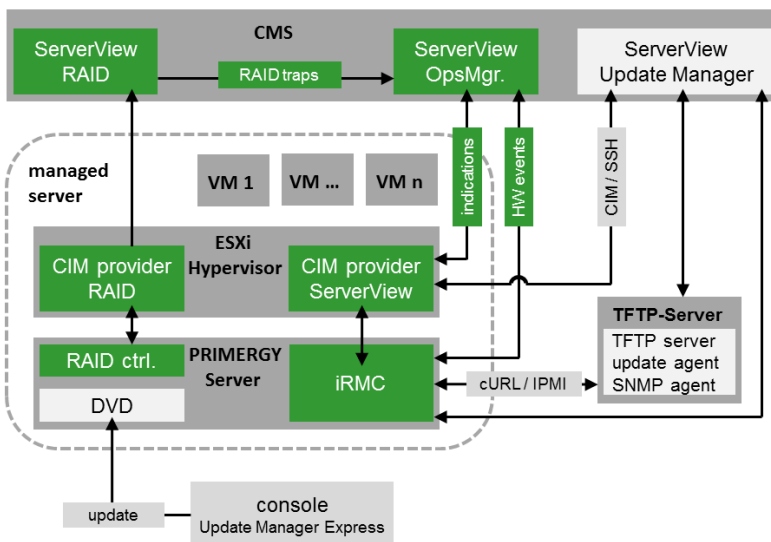 CMS
ServerView
RAID
RAID traps
ServerView
OpsMgr.
ServerView
Update Manager
managed
server
VM 1
VM ...
VM n
indications
HW events
CIM / SSH
ESXi
Hypervisor
CIM provider
RAID
CIM provider
ServerView
TFTP-Server
TFTP server
update agent
SNMP agent
RAID ctrl.
PRIMERGY
Server
iRMC
cURL / IPMI
DVD
update
console
Update Manager Express